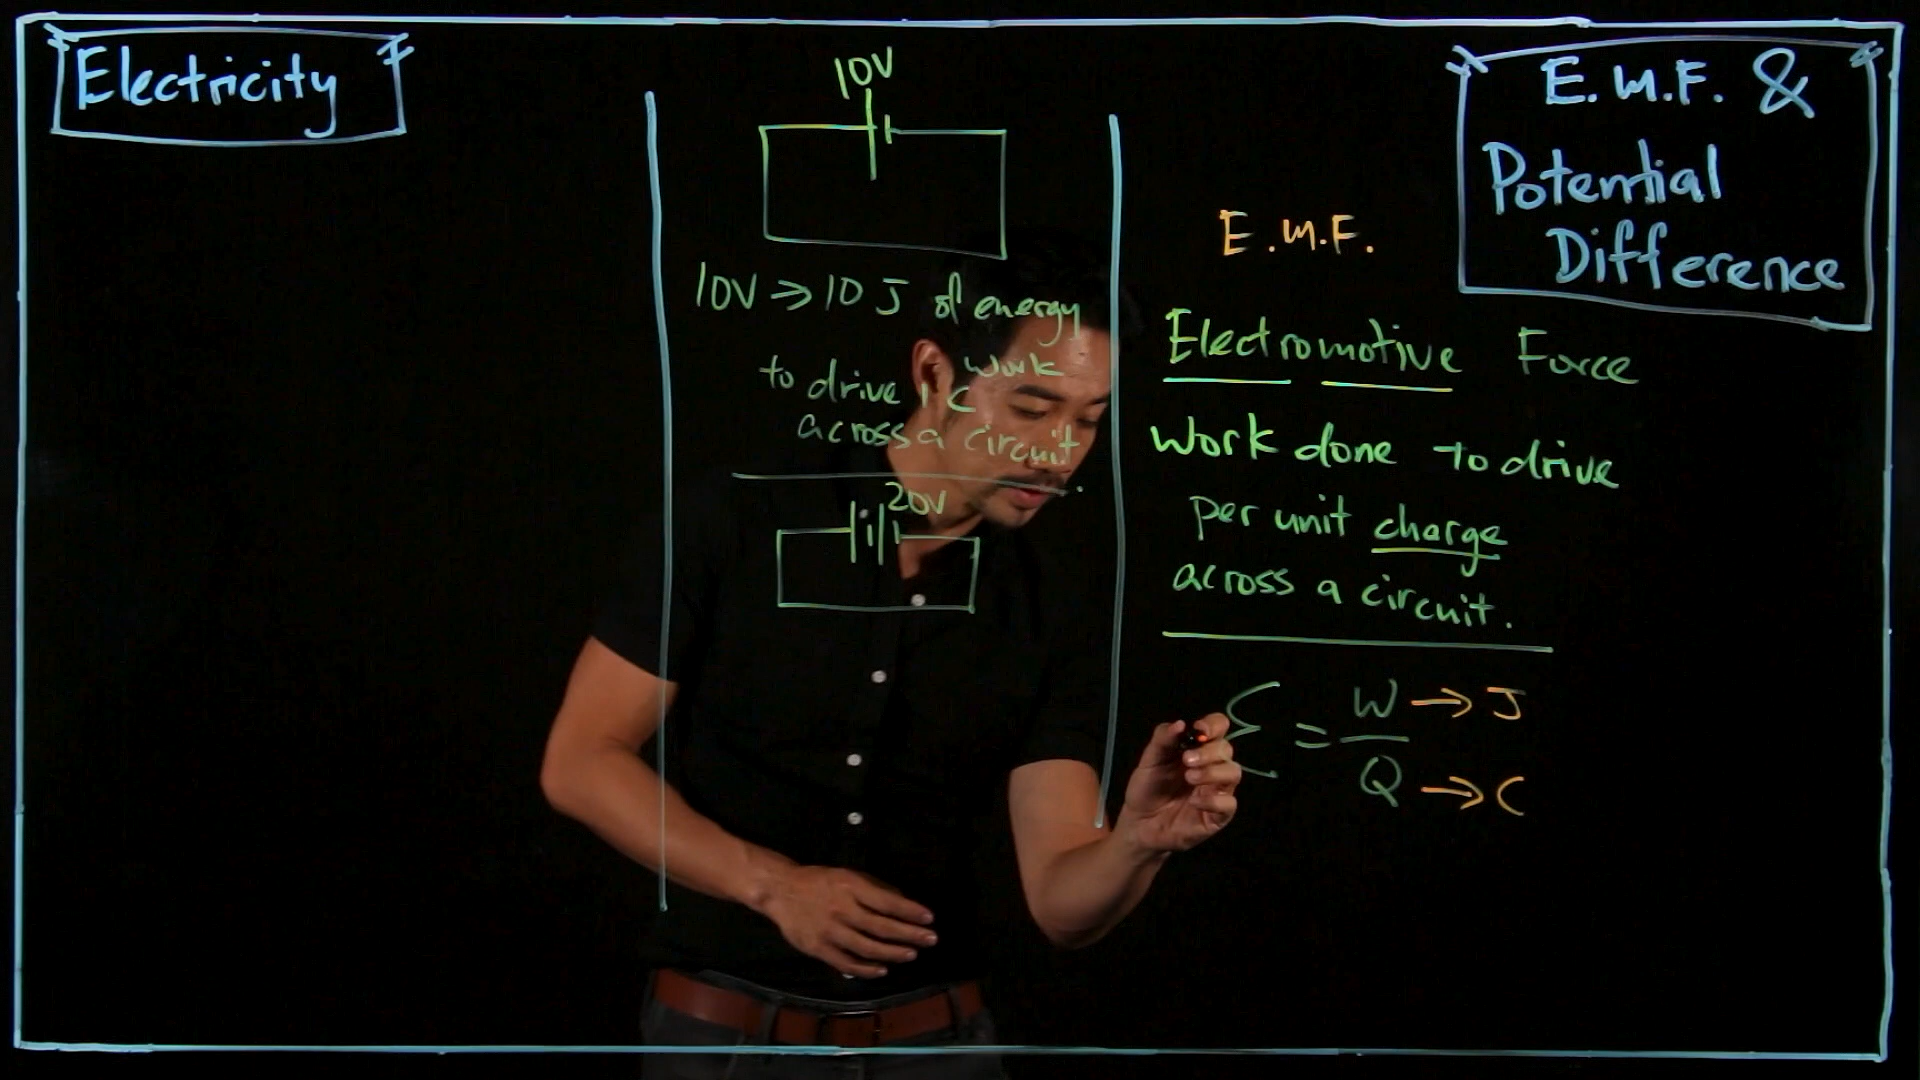 Electricity
10V
10V → 10 J of energy
work
to drive 1 C
across a circuit
20V
E.M.F. &
Potential
Difference
E.M.F.
Electromotive Force
Work done to drive
per unit charge
across a circuit.
Ɛ = W/Q
W → J
Q → C